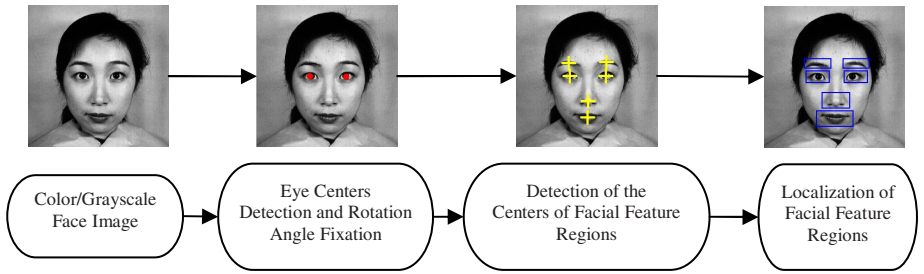 Color/Grayscale
Face Image
Eye Centers
Detection and Rotation
Angle Fixation
Detection of the
Centers of Facial Feature
Regions
Localization of
Facial Feature
Regions